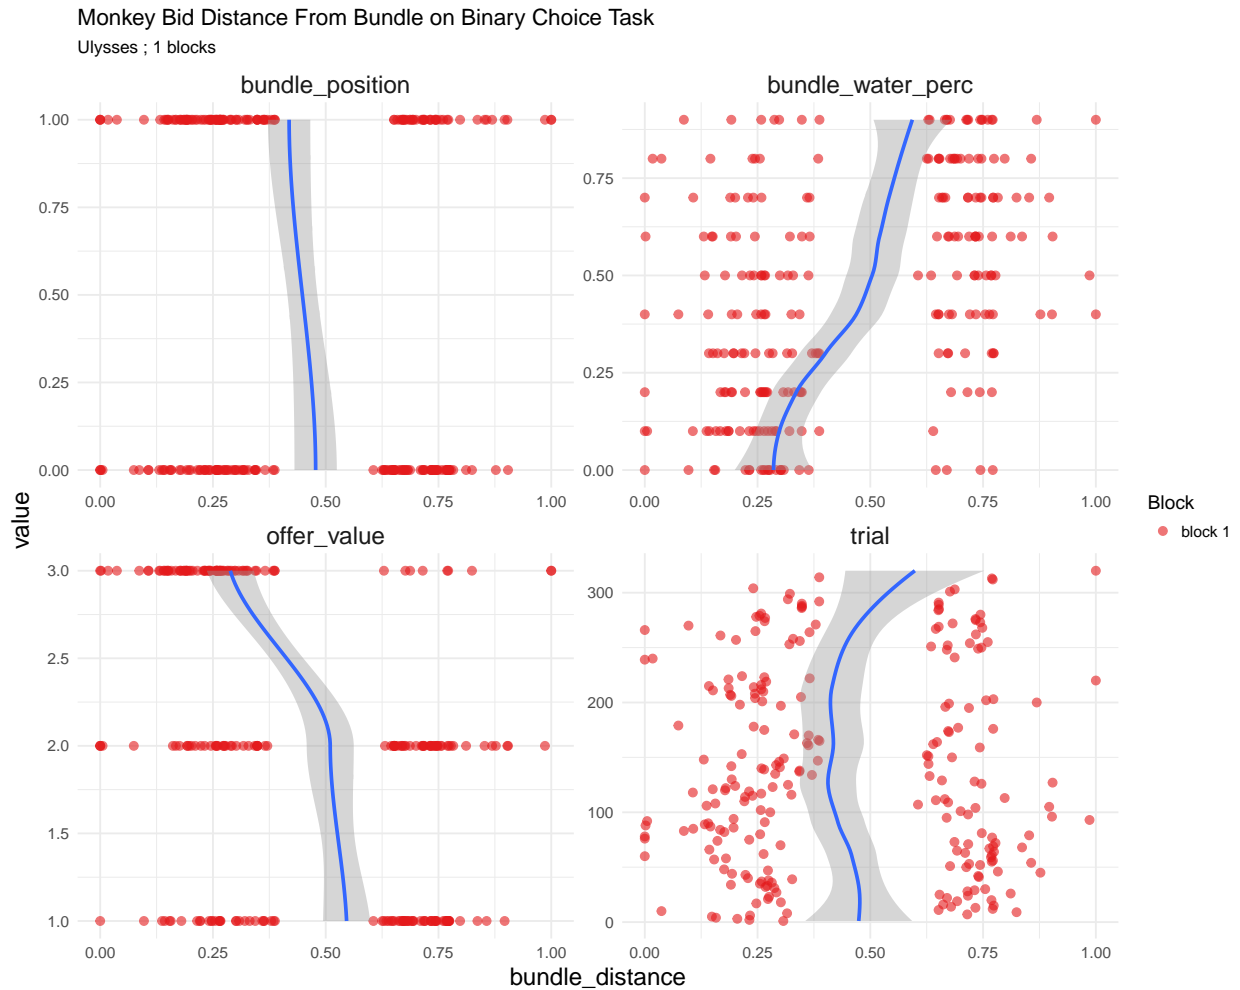 Monkey Bid Distance From Bundle on Binary Choice Task
Ulysses ; 1 blocks
bundle_position
bundle_water_perc
1.00
0.75
0.50
0.25
0.00
0.75
0.50
0.25
0.00
0.00 0.25 0.50 0.75 1.00
0.00 0.25 0.50 0.75 1.00
value
offer_value
trial
3.0
2.5
2.0
1.5
1.0
300
200
100
0
0.00 0.25 0.50 0.75 1.00
0.00 0.25 0.50 0.75 1.00
bundle_distance
Block
block 1